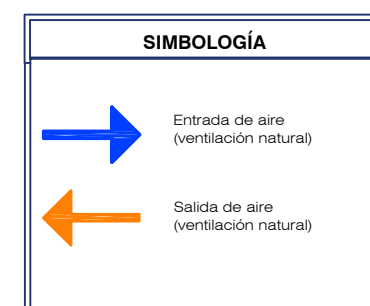 SIMBOLOGÍA
Entrada de aire
(ventilación natural)
Salida de aire
(ventilación natural)